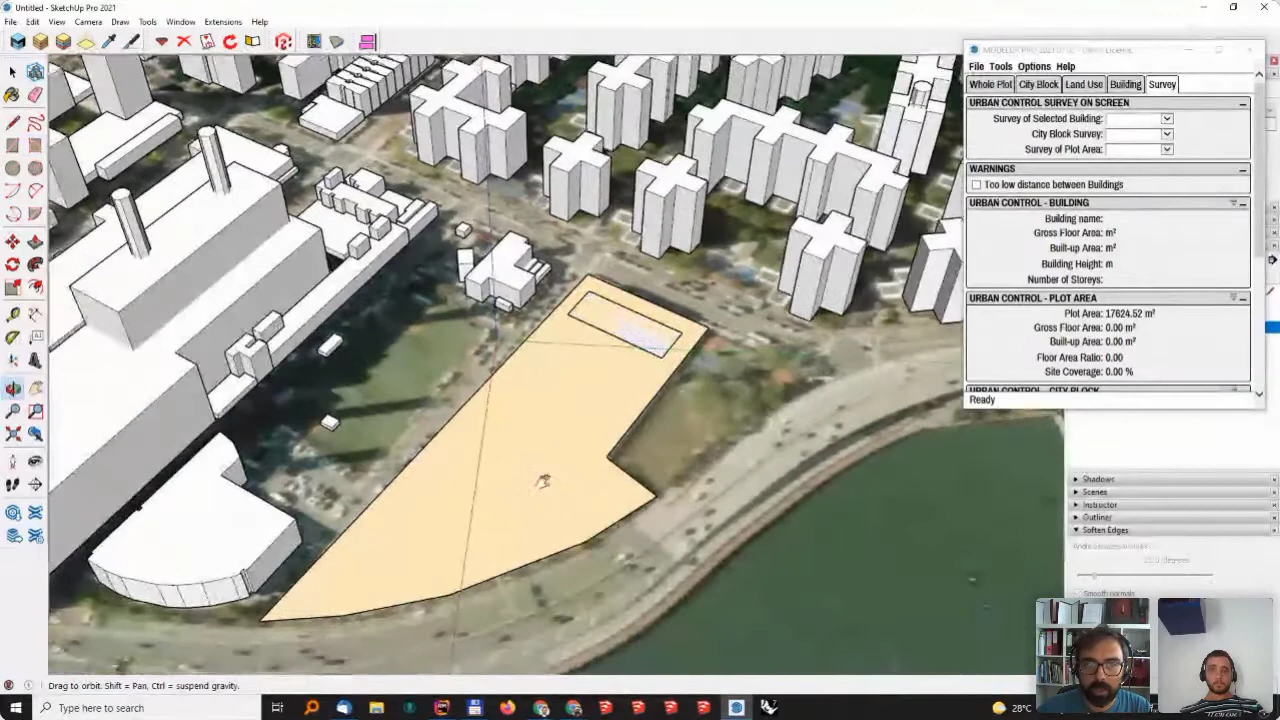 Untitled - SketchUp Pro 2021
File Edit View Camera Draw Tools Window Extensions Help
File Tools Options Help
Whole Plot City Block Land Use Building Survey
URBAN CONTROL SURVEY ON SCREEN
Survey of Selected Building:
City Block Survey:
Survey of Plot Area:
WARNINGS
Too low distance between Buildings
URBAN CONTROL - BUILDING
Building name:
Gross Floor Area: m²
Built-up Area: m²
Building Height: m
Number of Storeys:
URBAN CONTROL - PLOT AREA
Plot Area: 17624.52 m²
Gross Floor Area: 0.00 m²
Built-up Area: 0.00 m²
Floor Area Ratio: 0.00
Site Coverage: 0.00 %
URBAN CONTROL - CITY BLOCK
Ready
Shadows
Scenes
Instructor
Outliner
Soften Edges
Smooth normals
Drag to orbit. Shift = Pan, Ctrl = suspend gravity.
Type here to search
28°C